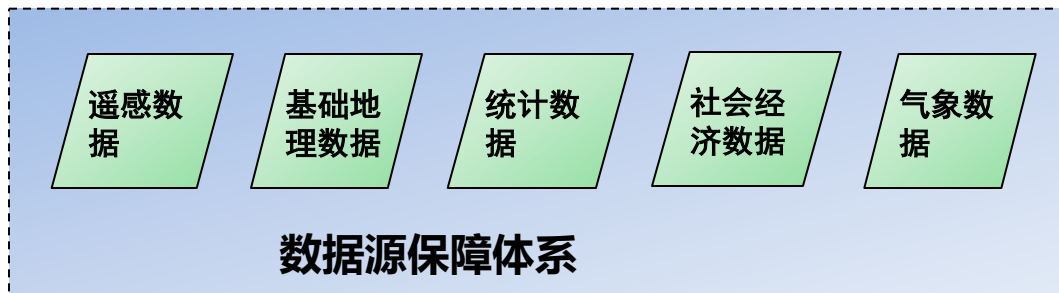 遥感数
据
基础地
理数据
统计数
据
社会经
济数据
气象数
据
数据源保障体系